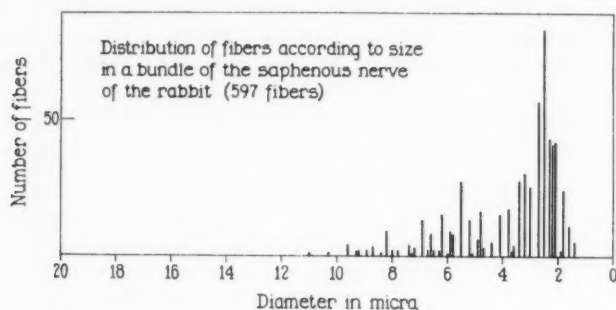 Distribution of fibers according to size
in a bundle of the saphenous nerve
of the rabbit (597 fibers)
Number of fibers
50
20 18 16 14 12 10 8 6 4 2 0
Diameter in micra